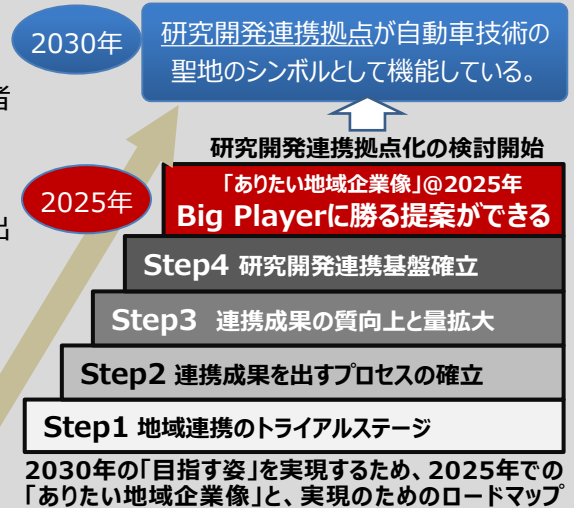 2030年
研究開発連携拠点が自動車技術の
聖地のシンボルとして機能している。
者
研究開発連携拠点化の検討開始
2025年
「ありたい地域企業像」@2025年
Big Playerに勝る提案ができる
出
Step4 研究開発連携基盤確立
Step3 連携成果の質向上と量拡大
Step2 連携成果を出すプロセスの確立
Step1 地域連携のトライアルステージ
2030年の「目指す姿」を実現するため、2025年での
「ありたい地域企業像」と、実現のためのロードマップ